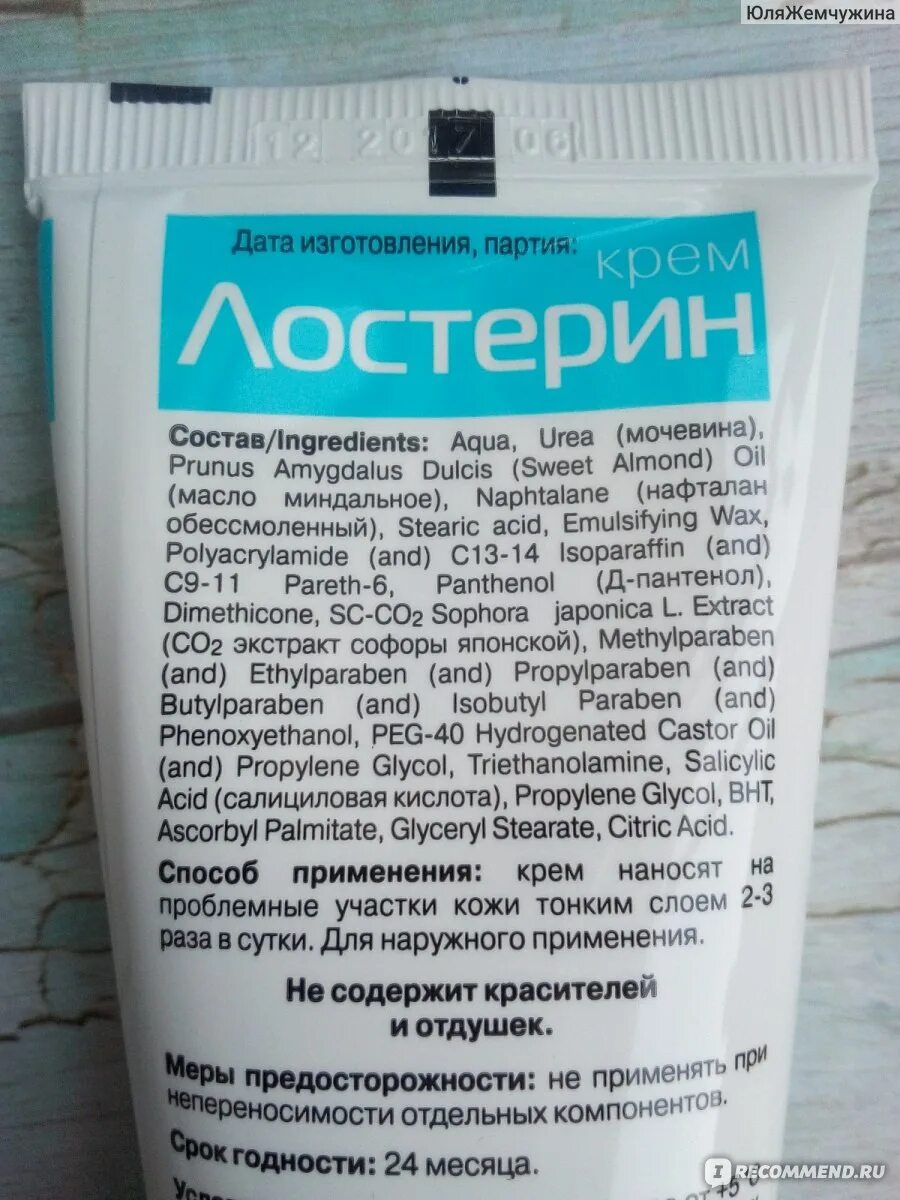 ЮляЖемчужина
12 2017 06
Дата изготовления, партия:
крем
Лостерин
Состав/Ingredients: Aqua, Urea (мочевина),
Prunus Amygdalus Dulcis (Sweet Almond) Oil
(масло миндальное), Naphtalane (нафталан
обессмоленный), Stearic acid, Emulsifying Wax,
Polyacrylamide (and) C13-14 Isoparaffin (and)
C9-11 Pareth-6, Panthenol (Д-пантенол),
Dimethicone, SC-CO2 Sophora japonica L. Extract
(CO2 экстракт софоры японской), Methylparaben
(and) Ethylparaben (and) Propylparaben (and)
Butylparaben (and) Isobutyl Paraben (and)
Phenoxyethanol, PEG-40 Hydrogenated Castor Oil
(and) Propylene Glycol, Triethanolamine, Salicylic
Acid (салициловая кислота), Propylene Glycol, BHT,
Ascorbyl Palmitate, Glyceryl Stearate, Citric Acid.
Способ применения: крем наносят на
проблемные участки кожи тонким слоем 2-3
раза в сутки. Для наружного применения.
Не содержит красителей
и отдушек.
Меры предосторожности: не применять при
непереносимости отдельных компонентов.
Срок годности: 24 месяца.
от +5
I RECOMMEND.RU